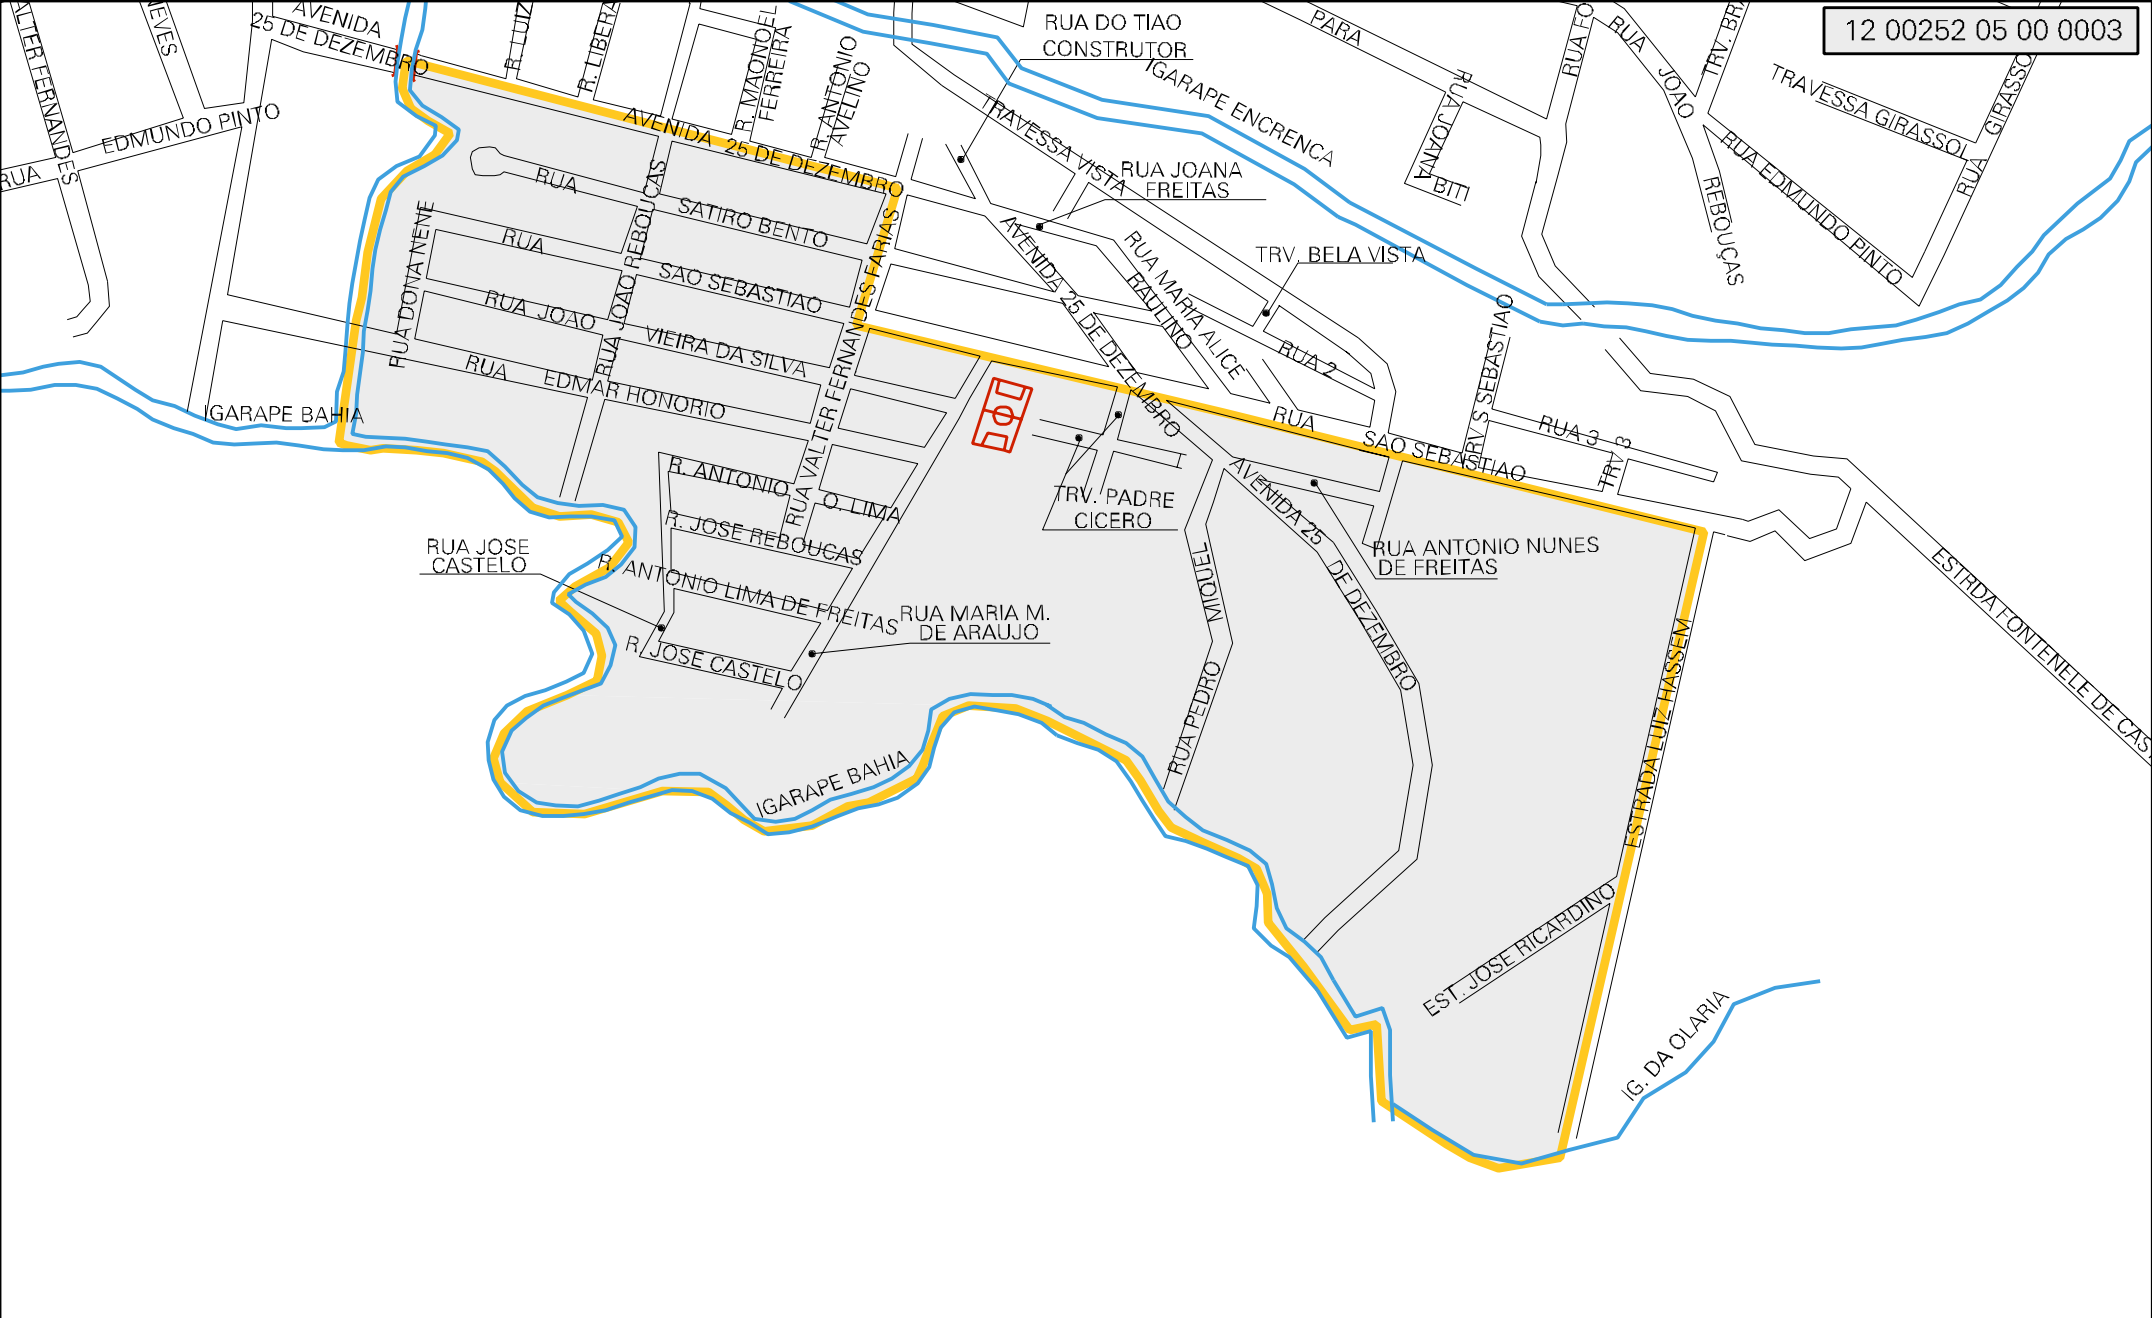 12 00252 05 00 0003
AVENIDA
25 DE DEZEMBRO
R. LUIZ
R. LIBERA
R. MAONOEL
FERREIRA
R. ANTONIO
AVELINO
RUA DO TIAO
CONSTRUTOR
IGARAPE ENCRENCA
PARA
RUA FO
RUA JOAO REBOUÇAS
TRV. BRA
TRAVESSA GIRASSOL
RUA GIRASSO
ALTER FERNANDES
NEVES
RUA EDMUNDO PINTO
RUA JOANA
BITI
RUA EDMUNDO PINTO
AVENIDA 25 DE DEZEMBRO
TRAVESSA VISTA
RUA JOANA
FREITAS
RUA SATIRO BENTO
RUA DONA NENE
RUA JOAO REBOUCAS
RUA SAO SEBASTIAO
RUA VALTER FERNANDES FARIAS
AVENIDA 25 DE DEZEMBRO
RUA MARIA ALICE
RAULINO
TRV. BELA VISTA
RUA JOAO VIEIRA DA SILVA
RUA 2
TRV S SEBASTIAO
RUA EDMAR HONORIO
IGARAPE BAHIA
RUA SAO SEBASTIAO
RUA 3
TRV 3
R. ANTONIO O. LIMA
TRV. PADRE
CICERO
AVENIDA 25 DE DEZEMBRO
R. JOSE REBOUCAS
RUA JOSE
CASTELO
RUA ANTONIO NUNES
DE FREITAS
R. ANTONIO LIMA DE FREITAS
RUA MARIA M.
DE ARAUJO
R. JOSE CASTELO
RUA PEDRO MIQUEL
ESTRDA FONTENELE DE CAS
ESTRADA LUIZ HASSEM
IGARAPE BAHIA
EST. JOSE RICARDINO
IG. DA OLARIA